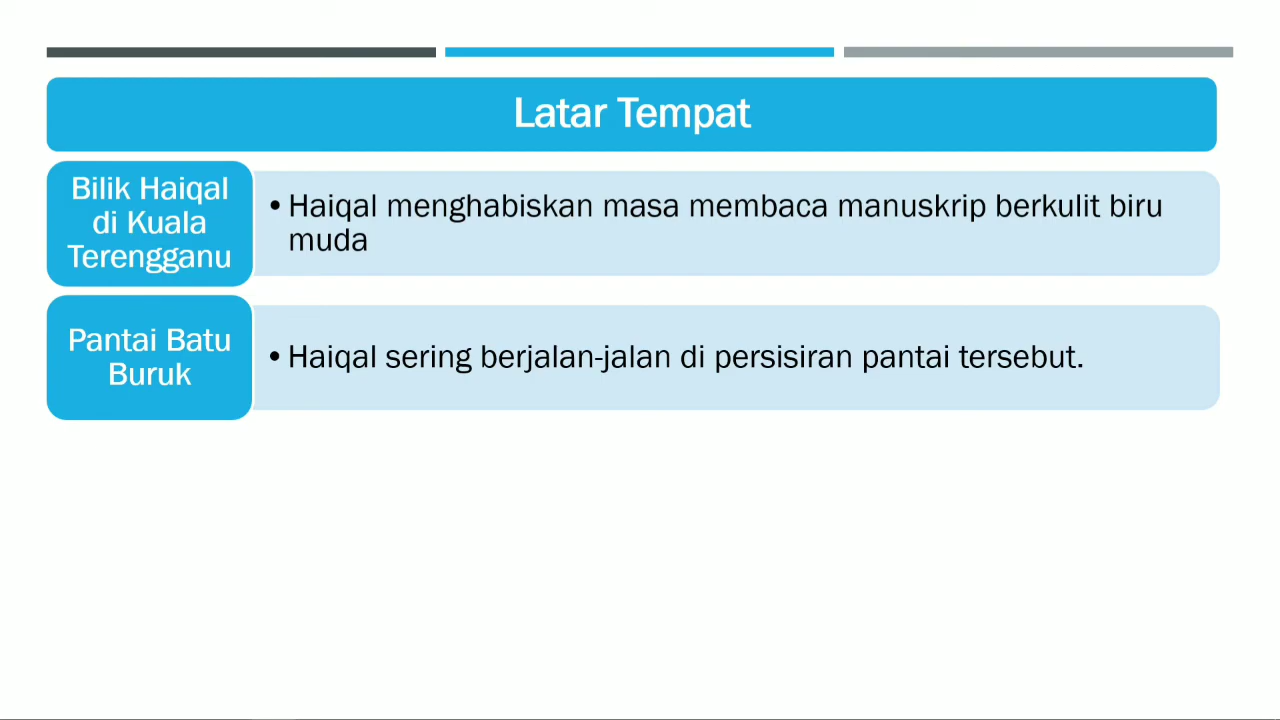 Latar Tempat
Bilik Haiqal
di Kuala
Terengganu
• Haiqal menghabiskan masa membaca manuskrip berkulit biru
muda
Pantai Batu
Buruk
• Haiqal sering berjalan-jalan di persisiran pantai tersebut.